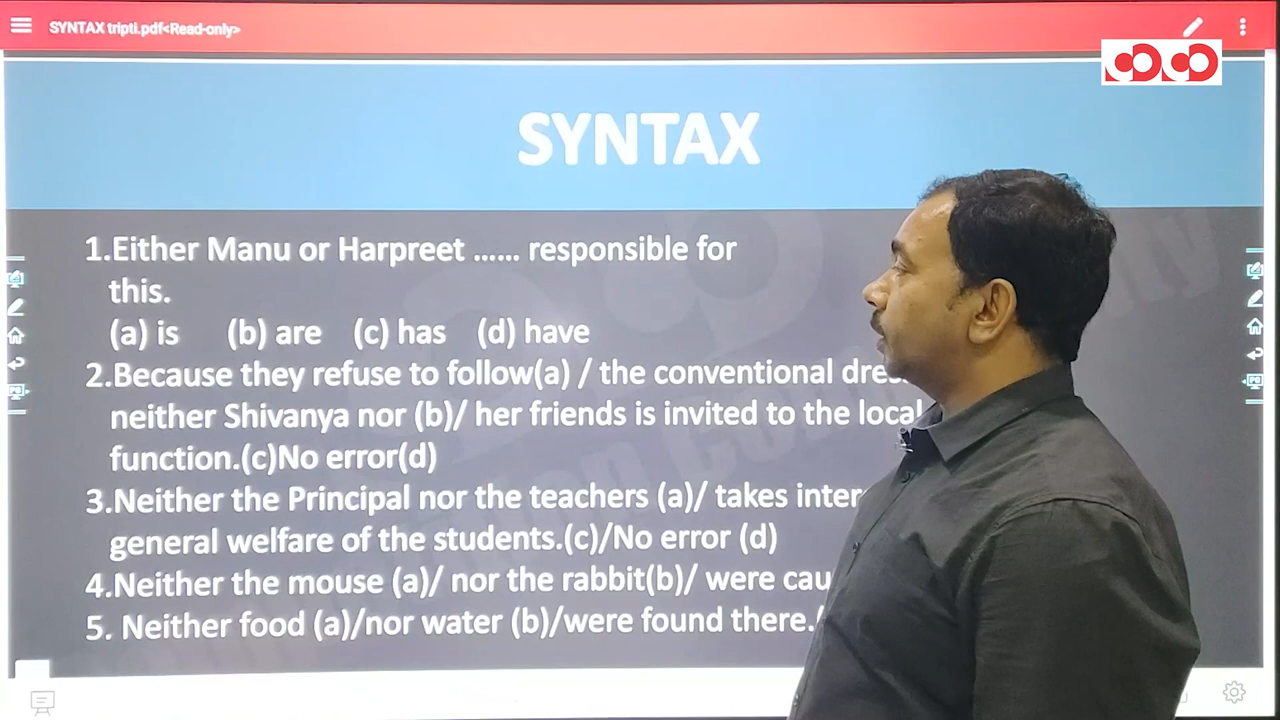 SYNTAX tripti.pdf<Read-only>
SYNTAX
1.Either Manu or Harpreet ...... responsible for
this.
(a) is (b) are (c) has (d) have
2.Because they refuse to follow(a) / the conventional
neither Shivanya nor (b)/ her friends is invited to the local
function.(c)No error(d)
3.Neither the Principal nor the teachers (a)/ takes
general welfare of the students.(c)/No error (d)
4.Neither the mouse (a)/ nor the rabbit(b)/ were
5. Neither food (a)/nor water (b)/were found there.